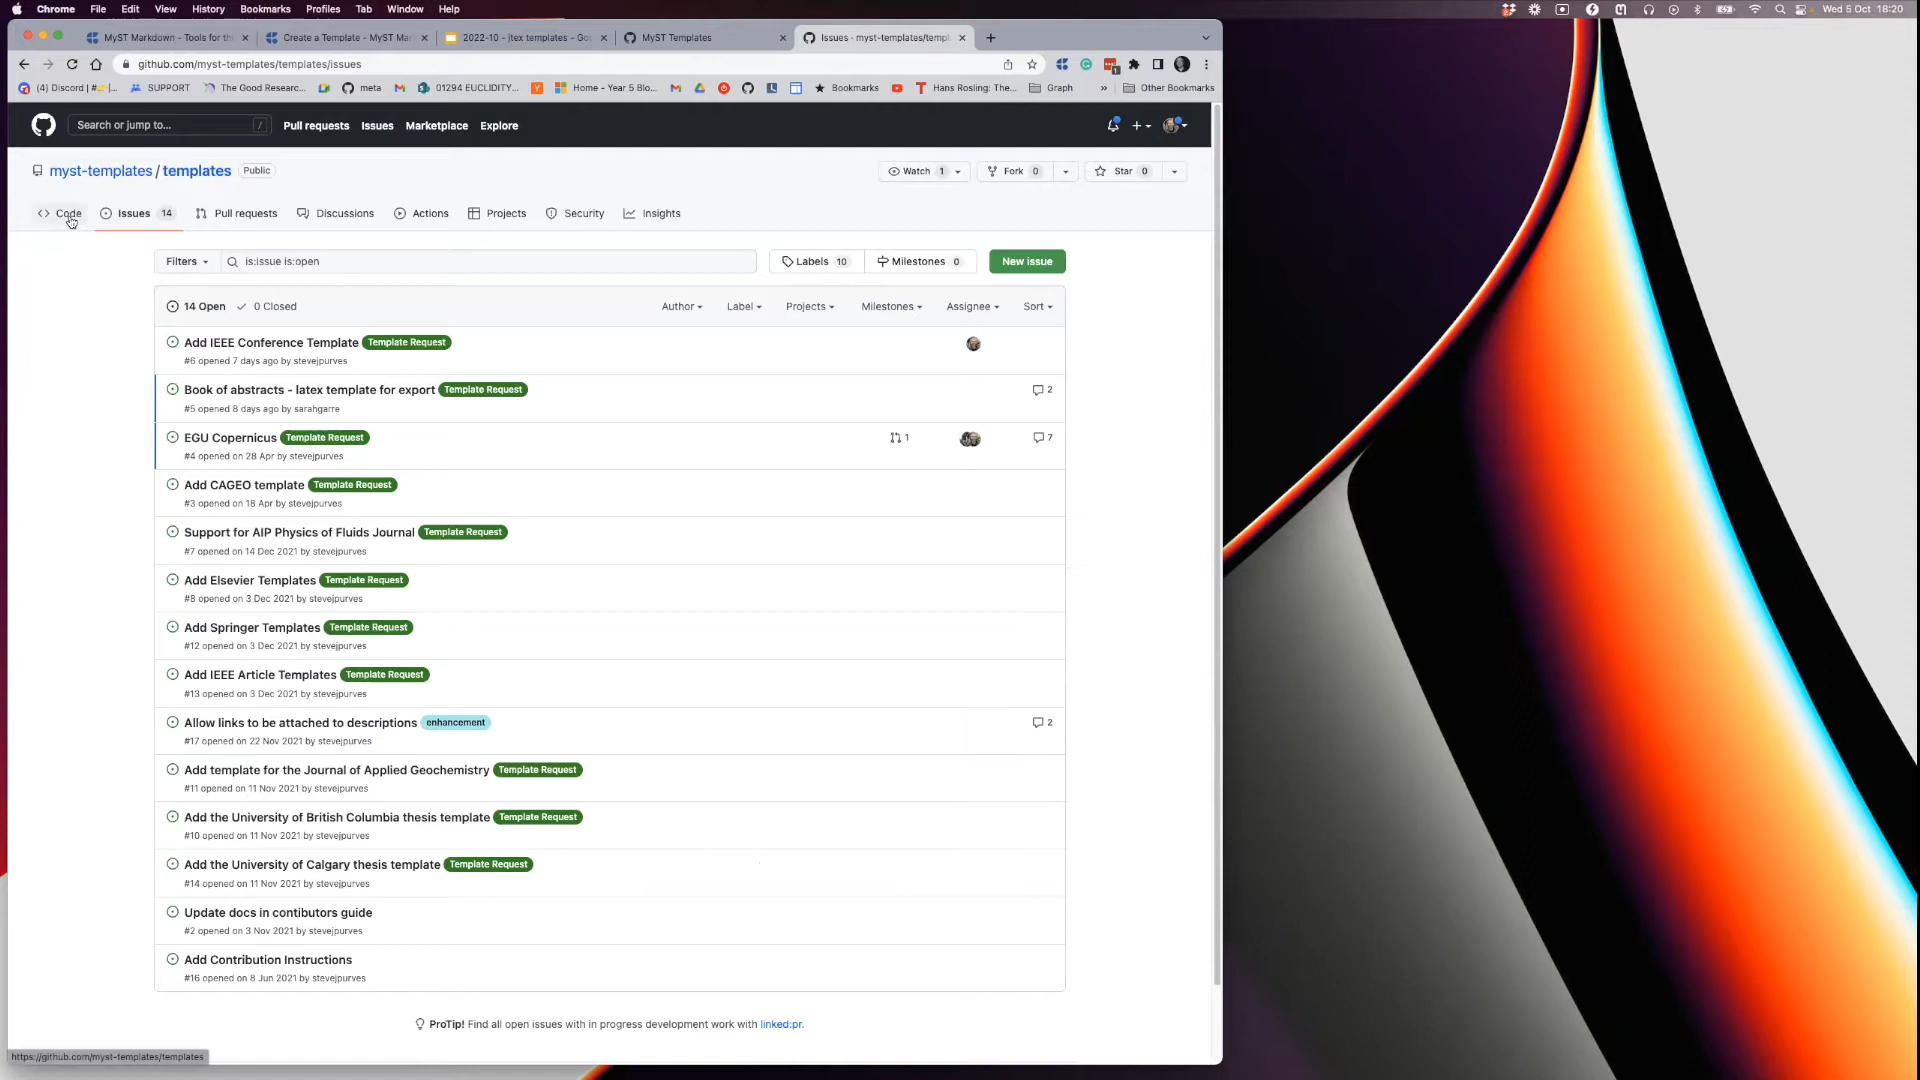 Chrome File Edit View History Bookmarks Profiles Tab Window Help Wed 5 Oct 18:20
MyST Markdown - Tools for th Create a Template - MyST Mar 2022-10 - jtex templates - Go MyST Templates Issues · myst-templates/templ
github.com/myst-templates/templates/issues
(4) Discord | #👉|... SUPPORT The Good Researc... meta 01294 EUCLIDITY... Home - Year 5 Blo... Bookmarks Hans Rosling: The... Graph » Other Bookmarks
Search or jump to... / Pull requests Issues Marketplace Explore
myst-templates / templates Public Watch 1 Fork 0 Star 0
Code Issues 14 Pull requests Discussions Actions Projects Security Insights
Filters is:issue is:open Labels 10 Milestones 0 New issue
14 Open 0 Closed Author Label Projects Milestones Assignee Sort
Add IEEE Conference Template Template Request
#6 opened 7 days ago by stevejpurves
Book of abstracts - latex template for export Template Request 2
#5 opened 8 days ago by sarahgarre
EGU Copernicus Template Request 1 7
#4 opened on 28 Apr by stevejpurves
Add CAGEO template Template Request
#3 opened on 18 Apr by stevejpurves
Support for AIP Physics of Fluids Journal Template Request
#7 opened on 14 Dec 2021 by stevejpurves
Add Elsevier Templates Template Request
#8 opened on 3 Dec 2021 by stevejpurves
Add Springer Templates Template Request
#12 opened on 3 Dec 2021 by stevejpurves
Add IEEE Article Templates Template Request
#13 opened on 3 Dec 2021 by stevejpurves
Allow links to be attached to descriptions enhancement 2
#17 opened on 22 Nov 2021 by stevejpurves
Add template for the Journal of Applied Geochemistry Template Request
#11 opened on 11 Nov 2021 by stevejpurves
Add the University of British Columbia thesis template Template Request
#10 opened on 11 Nov 2021 by stevejpurves
Add the University of Calgary thesis template Template Request
#14 opened on 11 Nov 2021 by stevejpurves
Update docs in contibutors guide
#2 opened on 3 Nov 2021 by stevejpurves
Add Contribution Instructions
#16 opened on 8 Jun 2021 by stevejpurves
ProTip! Find all open issues with in progress development work with linked:pr.
https://github.com/myst-templates/templates